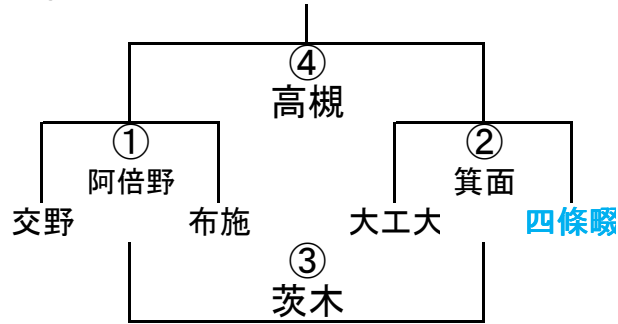 ④
高槻
① ②
阿倍野 箕面
交野 布施 大工大 四條畷
③
茨木